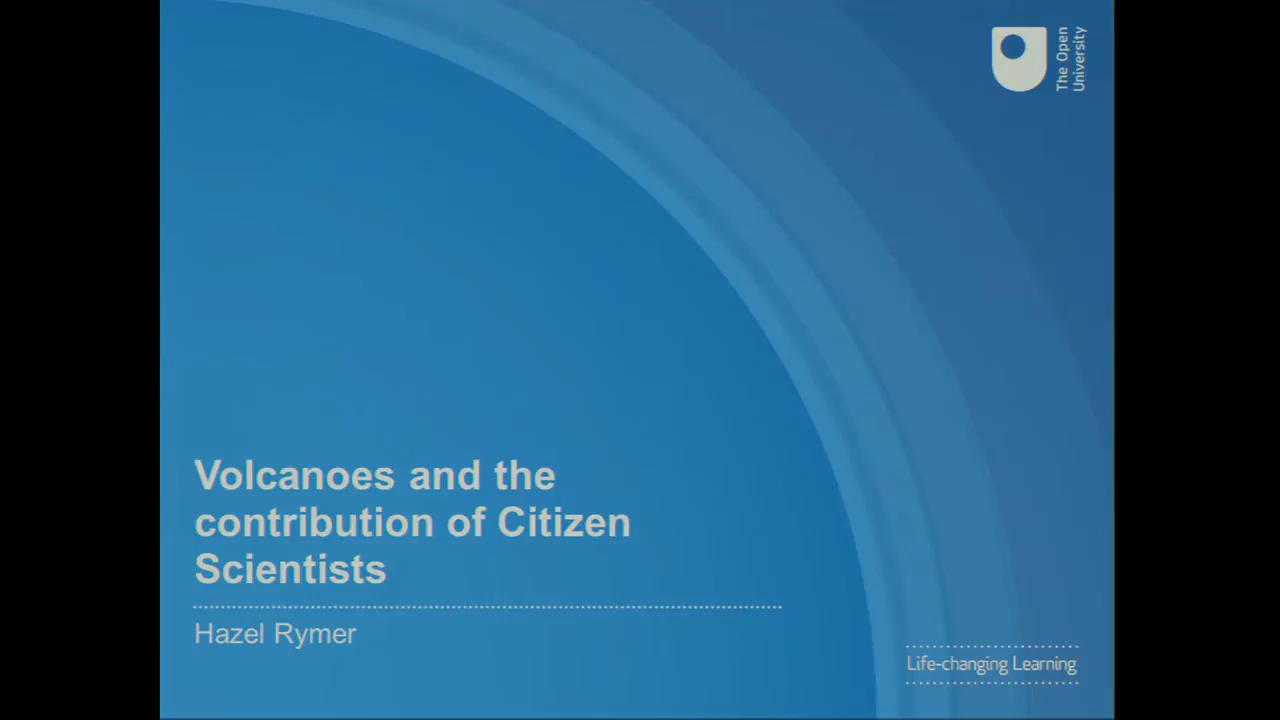 The Open
University
Volcanoes and the
contribution of Citizen
Scientists
Hazel Rymer
Life-changing Learning